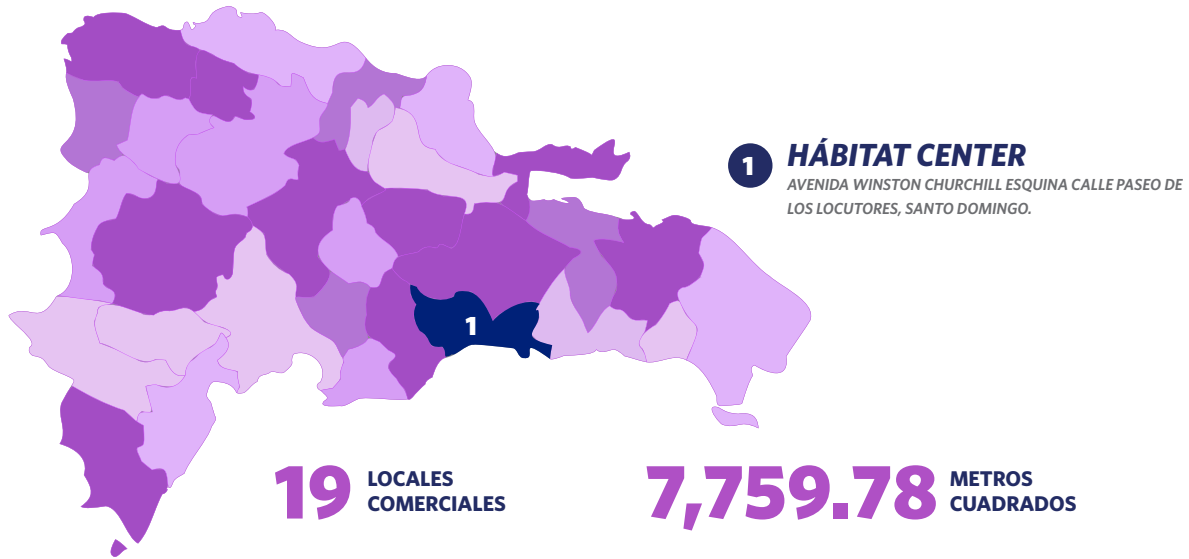 1
HÁBITAT CENTER
AVENIDA WINSTON CHURCHILL ESQUINA CALLE PASEO DE
LOS LOCUTORES, SANTO DOMINGO.
1
19
LOCALES
COMERCIALES
7,759.78
METROS
CUADRADOS